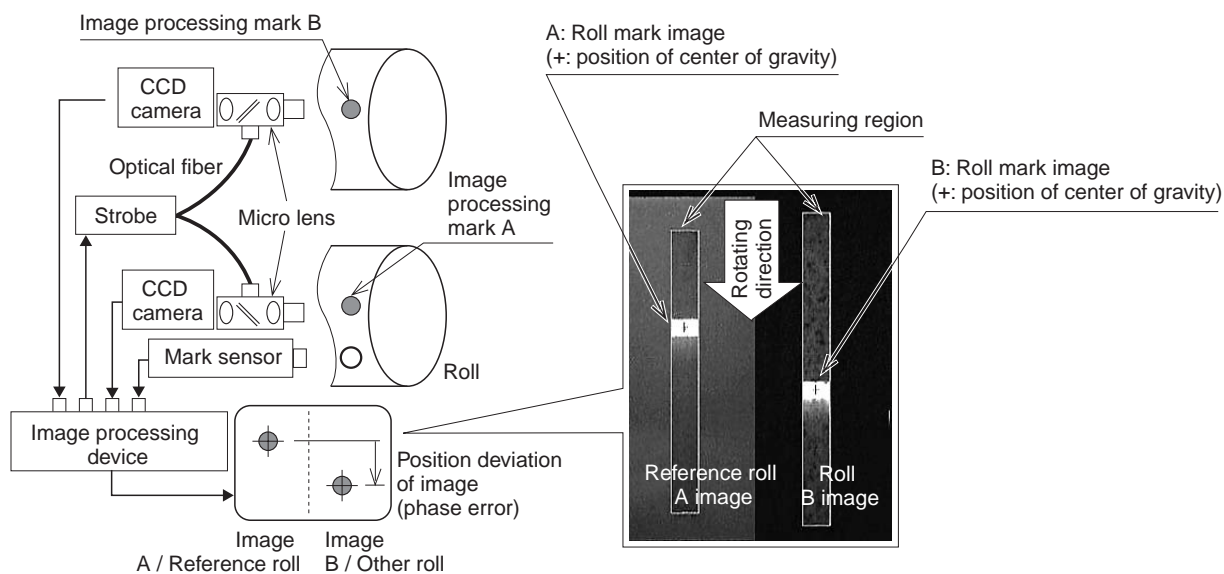 Image processing mark B
CCD
camera
Optical fiber
Strobe
Micro lens
Image
processing
mark A
CCD
camera
Mark sensor
Roll
Image processing
device
Position deviation
of image
(phase error)
Image
A / Reference roll
Image
B / Other roll
A: Roll mark image
(+: position of center of gravity)
Measuring region
B: Roll mark image
(+: position of center of gravity)
Rotating
direction
Reference roll
A image
Roll
B image